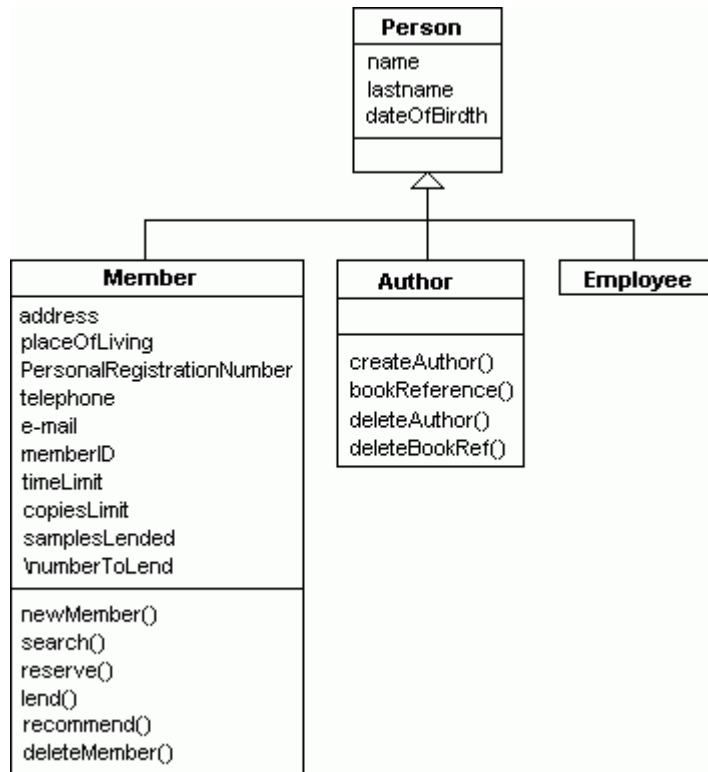 Person
name
lastname
dateOfBirdth
Member
address
placeOfLiving
PersonalRegistrationNumber
telephone
e-mail
memberID
timeLimit
copiesLimit
samplesLended
\numberToLend
newMember()
search()
reserve()
lend()
recommend()
deleteMember()
Author
createAuthor()
bookReference()
deleteAuthor()
deleteBookRef()
Employee